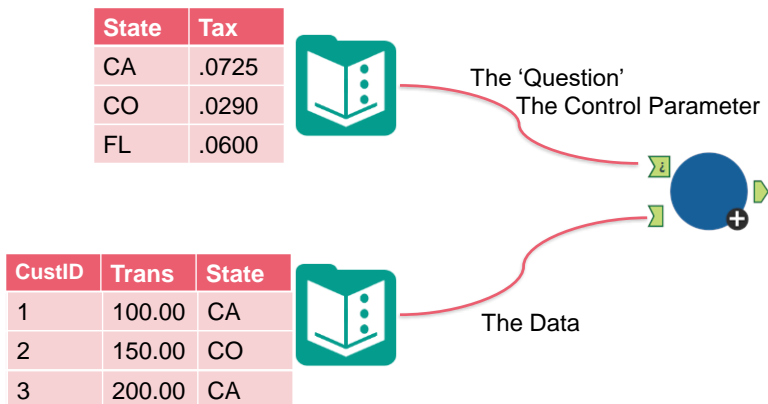 State Tax
CA .0725
CO .0290
FL .0600
The ‘Question’
The Control Parameter
¿
CustID Trans State
1 100.00 CA
2 150.00 CO
3 200.00 CA
The Data